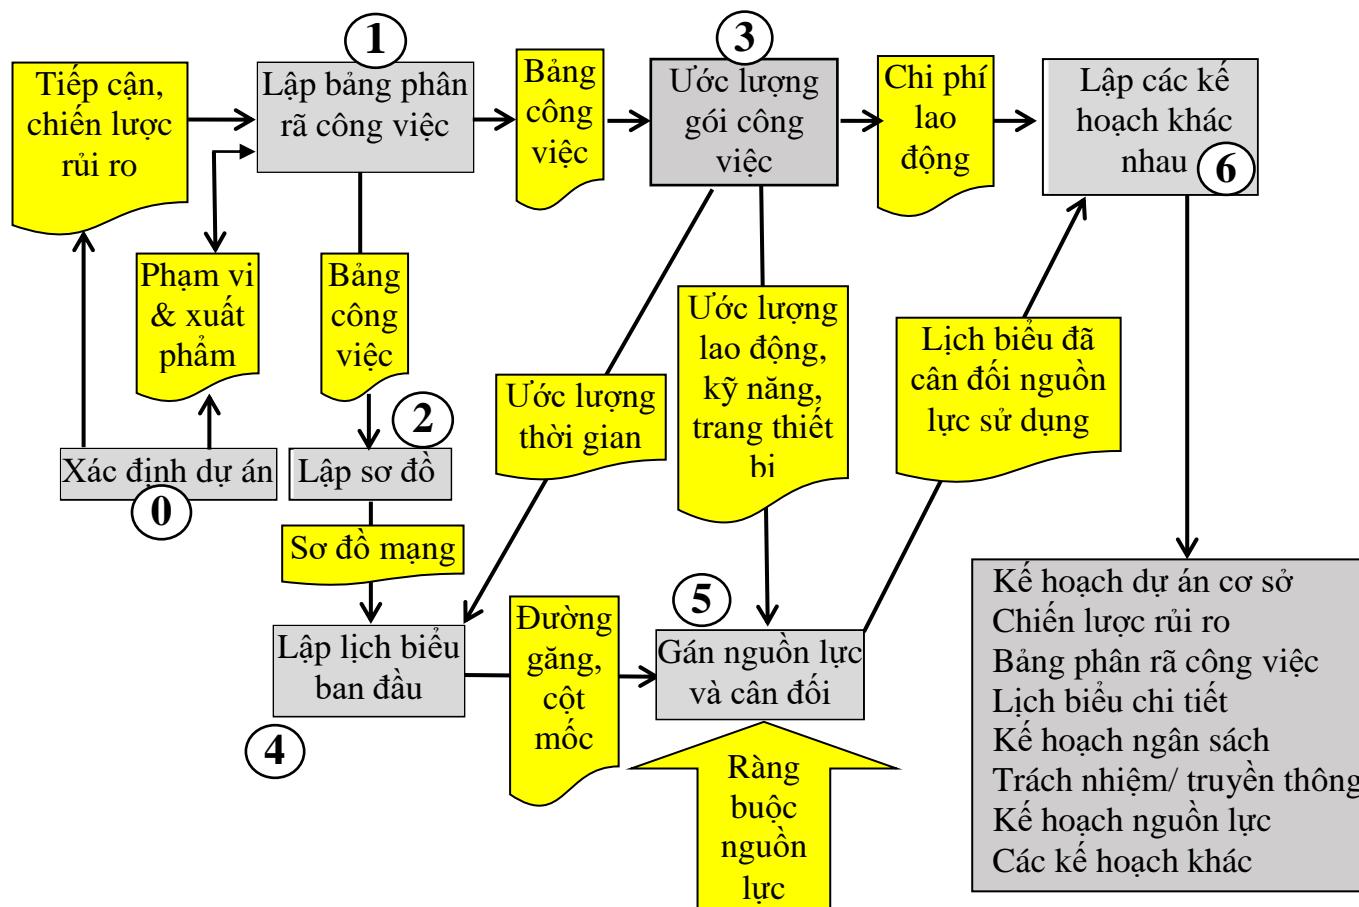 1
3
Tiếp cận,
chiến lược
rủi ro
Lập bảng phân
rã công việc
Bảng
công
việc
Ước lượng
gói công
việc
Chi phí
lao
động
Lập các kế
hoạch khác
nhau
6
Phạm vi
& xuất
phẩm
Bảng
công
việc
Ước lượng
lao động,
kỹ năng,
trang thiết
bị
Lịch biểu đã
cân đối nguồn
lực sử dụng
Ước lượng
thời gian
2
Xác định dự án
0
Lập sơ đồ
Sơ đồ mạng
4
Lập lịch biểu
ban đầu
Đường
găng,
cột
mốc
5
Gán nguồn lực
và cân đối
Ràng
buộc
nguồn
lực
Kế hoạch dự án cơ sở
Chiến lược rủi ro
Bảng phân rã công việc
Lịch biểu chi tiết
Kế hoạch ngân sách
Trách nhiệm/ truyền thông
Kế hoạch nguồn lực
Các kế hoạch khác